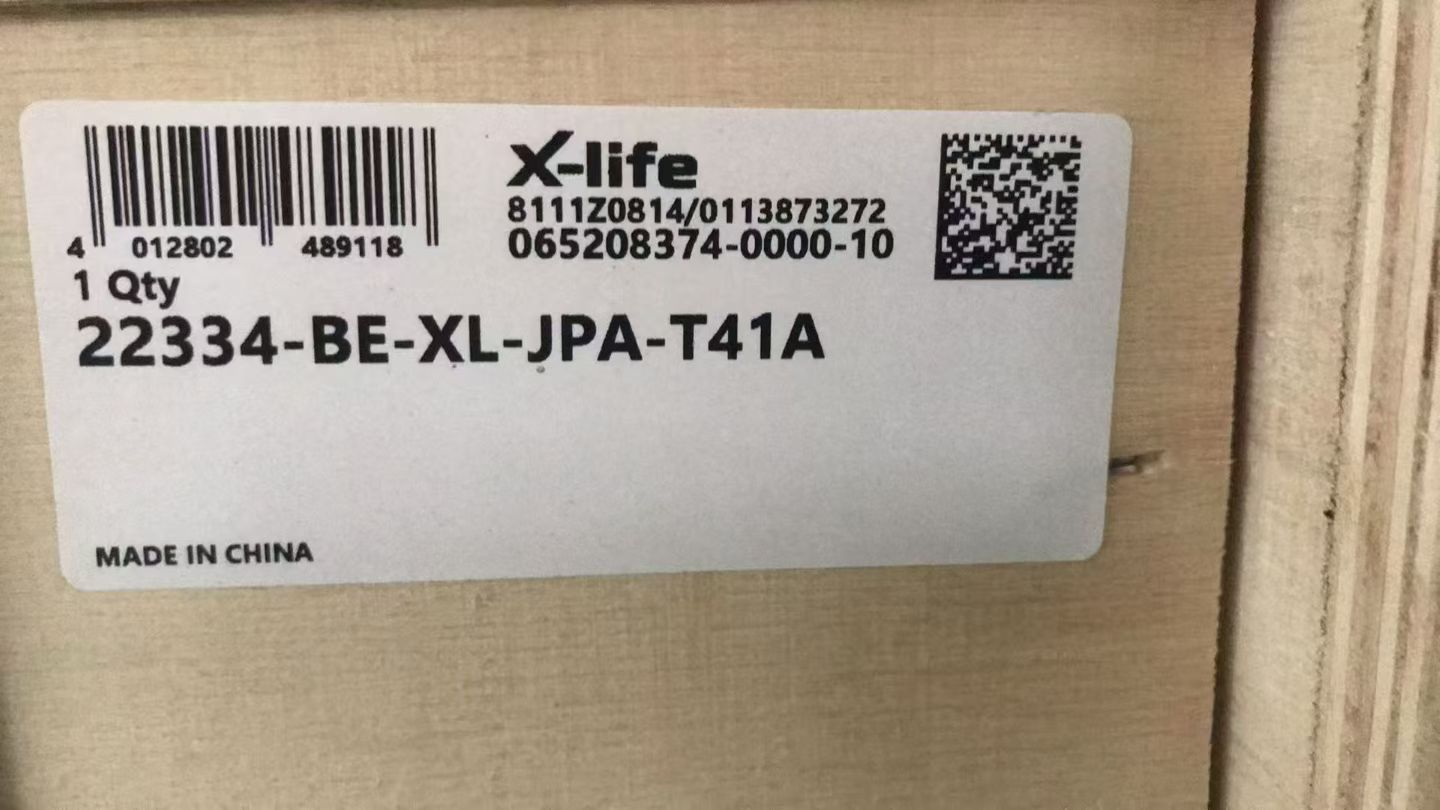 X-life
8111Z0814/0113873272
065208374-0000-10
4 012802 489118
1 Qty
22334-BE-XL-JPA-T41A
MADE IN CHINA